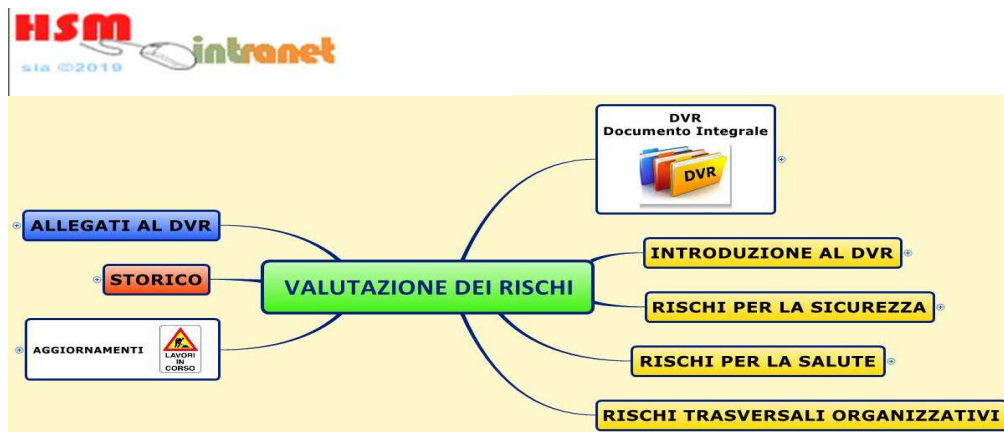 HSM
intranet
sia ©2019
DVR
Documento Integrale
DVR
ALLEGATI AL DVR
STORICO
AGGIORNAMENTI
LAVORI
IN
CORSO
VALUTAZIONE DEI RISCHI
INTRODUZIONE AL DVR
RISCHI PER LA SICUREZZA
RISCHI PER LA SALUTE
RISCHI TRASVERSALI ORGANIZZATIVI